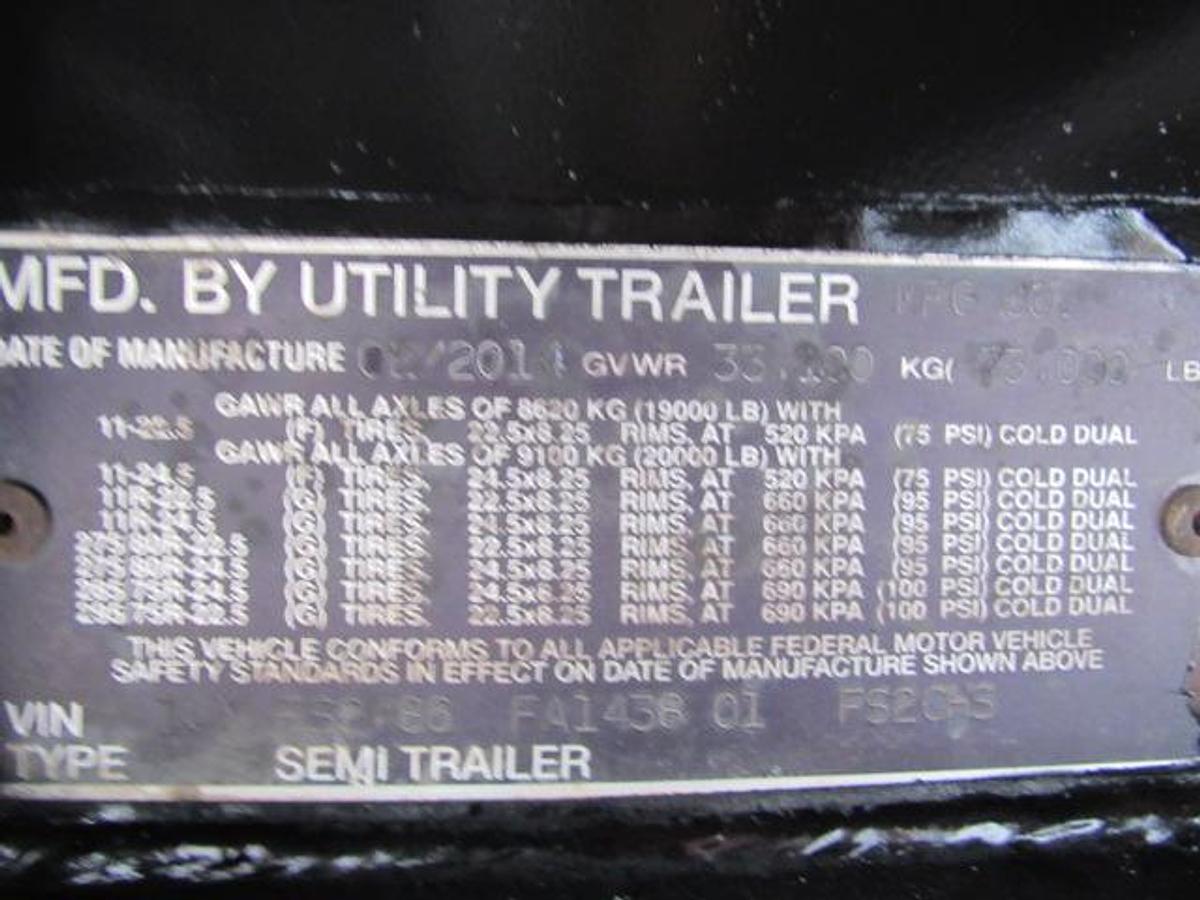 MFD. BY UTILITY TRAILER
DATE OF MANUFACTURE GVWR 33,100 KG( LB
GAWR ALL AXLES OF 8620 KG (19000 LB) WITH
11-22.5 (F) TIRES, 22.5x8.25 RIMS, AT 520 KPA (75 PSI) COLD DUAL
GAWR ALL AXLES OF 9100 KG (20000 LB) WITH
11-24.5 (F) TIRES, 24.5x8.25 RIMS, AT 520 KPA (75 PSI) COLD DUAL
11R-22.5 (G) TIRES, 22.5x8.25 RIMS, AT 660 KPA (95 PSI) COLD DUAL
11R-24.5 (G) TIRES, 24.5x8.25 RIMS, AT 660 KPA (95 PSI) COLD DUAL
(G) TIRES, 22.5x8.25 RIMS, AT 660 KPA (95 PSI) COLD DUAL
(G) TIRES, 24.5x8.25 RIMS, AT 660 KPA (95 PSI) COLD DUAL
(G) TIRES, 24.5x8.25 RIMS, AT 690 KPA (100 PSI) COLD DUAL
(G) TIRES, 22.5x8.25 RIMS, AT 690 KPA (100 PSI) COLD DUAL
THIS VEHICLE CONFORMS TO ALL APPLICABLE FEDERAL MOTOR VEHICLE
SAFETY STANDARDS IN EFFECT ON DATE OF MANUFACTURE SHOWN ABOVE
VIN 01
TYPE SEMI TRAILER